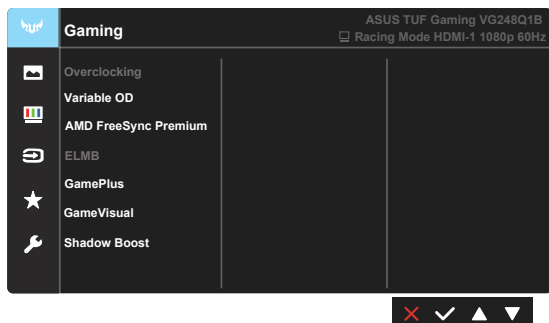 Gaming
ASUS TUF Gaming VG248Q1B
Racing Mode HDMI-1 1080p 60Hz
Overclocking
Variable OD
AMD FreeSync Premium
ELMB
GamePlus
GameVisual
Shadow Boost